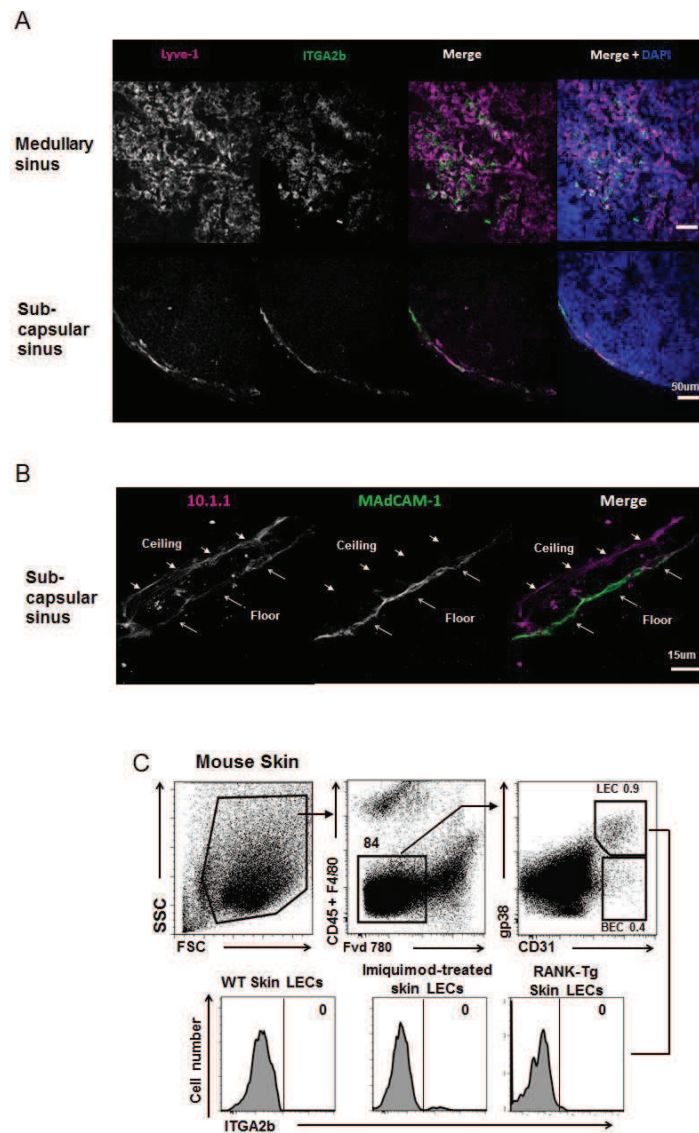 A
Lyve-1 ITGA2b Merge Merge + DAPI
Medullary
sinus
Sub-
capsular
sinus
50um
B
10.1.1 MAdCAM-1 Merge
Ceiling Ceiling
Sub-
capsular
sinus
Floor Floor
15um
C
Mouse Skin
SSC
FSC
CD45 + F4/80
84
Fvd 780
gp38
LEC 0.9
BEC 0.4
CD31
WT Skin LECs
Imiquimod-treated
skin LECs
RANK-Tg
Skin LECs
Cell number
0 0 0
ITGA2b